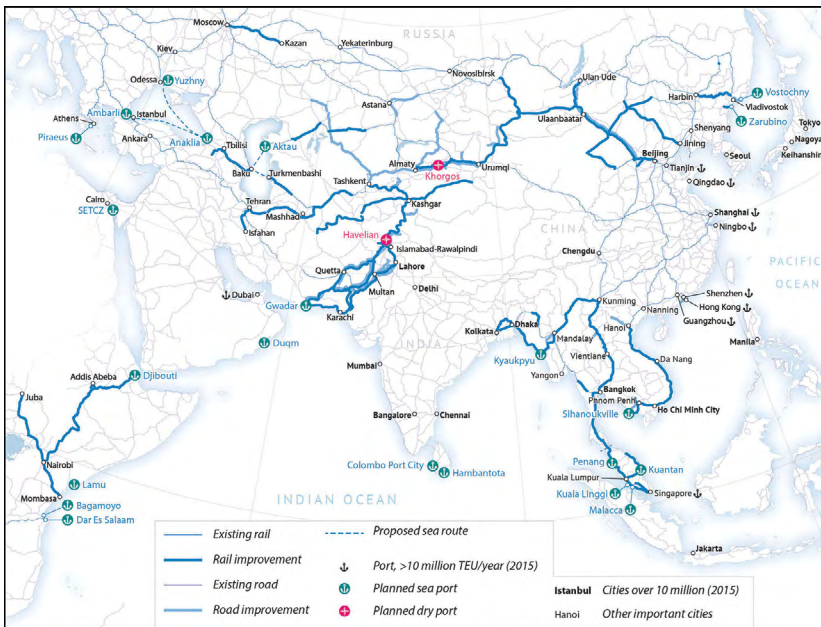 Moscow
RUSSIA
Kazan
Yekaterinburg
Kiev
Novosibirsk
Odessa
Yuzhny
Ulan Ude
Harbin
Vostochny
Astana
Vladivostok
Ambarli
Istanbul
Ulaanbaatar
Zarubino
Athens
Shenyang
Tokyo
Piraeus
Ankara
Anaklia
Tbilisi
Aktau
Jining
Nagoya
Keihanshin
Almaty
Urumqi
Beijing
Seoul
Khorgos
Tianjin
Baku
Turkmenbashi
Tashkent
Qingdao
Cairo
Tehran
Kashgar
SETCZ
Mashhad
Shanghai
Isfahan
Havelian
CHINA
Ningbo
Islamabad-Rawalpindi
Chengdu
PACIFIC
OCEAN
Quetta
Lahore
Dubai
Multan
Delhi
Shenzhen
Gwadar
Karachi
Kunming
Nanning
Hong Kong
Guangzhou
Dhaka
Kolkata
Mandalay
Hanoi
Manila
INDIA
Duqm
Kyaukpyu
Vientiane
Da Nang
Mumbai
Yangon
Djibouti
Addis Abeba
Bangkok
Juba
Phnom Penh
Ho Chi Minh City
Bangalore
Chennai
Sihanoukville
Nairobi
Colombo Port City
Hambantota
Penang
Kuantan
Lamu
Kuala Lumpur
Mombasa
INDIAN OCEAN
Kuala Linggi
Singapore
Bagamoyo
Malacca
Dar Es Salaam
Jakarta
Existing rail
Proposed sea route
Rail improvement
Port, >10 million TEU/year (2015)
Existing road
Planned sea port
Istanbul Cities over 10 million (2015)
Road improvement
Planned dry port
Hanoi Other important cities